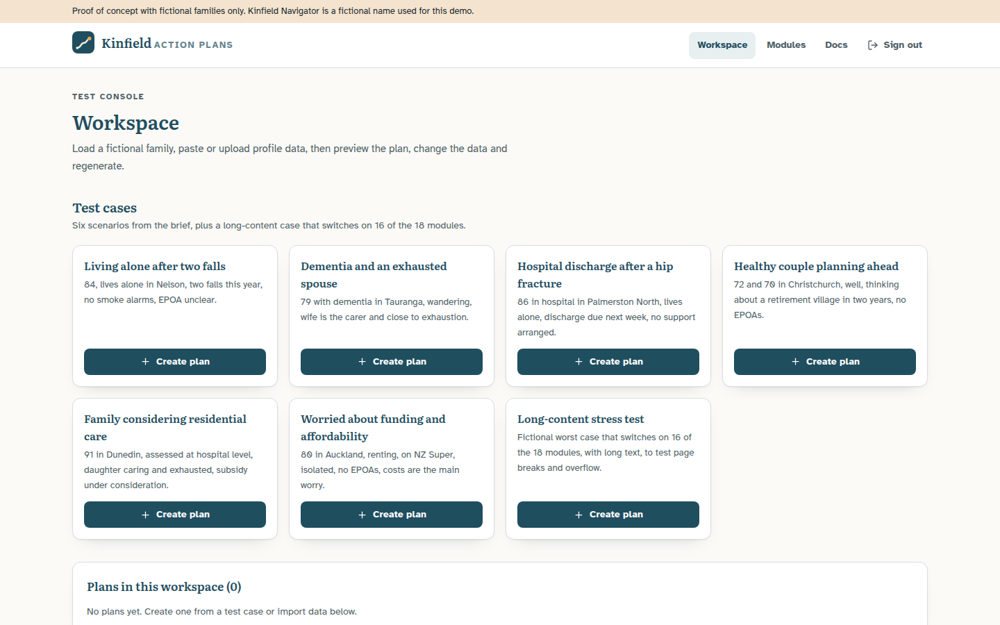 Proof of concept with fictional families only. Kinfield Navigator is a fictional name used for this demo.
Kinfield ACTION PLANS
Workspace
Modules
Docs
Sign out
TEST CONSOLE
Workspace
Load a fictional family, paste or upload profile data, then preview the plan, change the data and
regenerate.
Test cases
Six scenarios from the brief, plus a long-content case that switches on 16 of the 18 modules.
Living alone after two falls
84, lives alone in Nelson, two falls this year,
no smoke alarms, EPOA unclear.
+ Create plan
Dementia and an exhausted
spouse
79 with dementia in Tauranga, wandering,
wife is the carer and close to exhaustion.
+ Create plan
Hospital discharge after a hip
fracture
86 in hospital in Palmerston North, lives
alone, discharge due next week, no support
arranged.
+ Create plan
Healthy couple planning ahead
72 and 70 in Christchurch, well, thinking
about a retirement village in two years, no
EPOAs.
+ Create plan
Family considering residential
care
91 in Dunedin, assessed at hospital level,
daughter caring and exhausted, subsidy
under consideration.
+ Create plan
Worried about funding and
affordability
80 in Auckland, renting, on NZ Super,
isolated, no EPOAs, costs are the main
worry.
+ Create plan
Long-content stress test
Fictional worst case that switches on 16 of
the 18 modules, with long text, to test page
breaks and overflow.
+ Create plan
Plans in this workspace (0)
No plans yet. Create one from a test case or import data below.